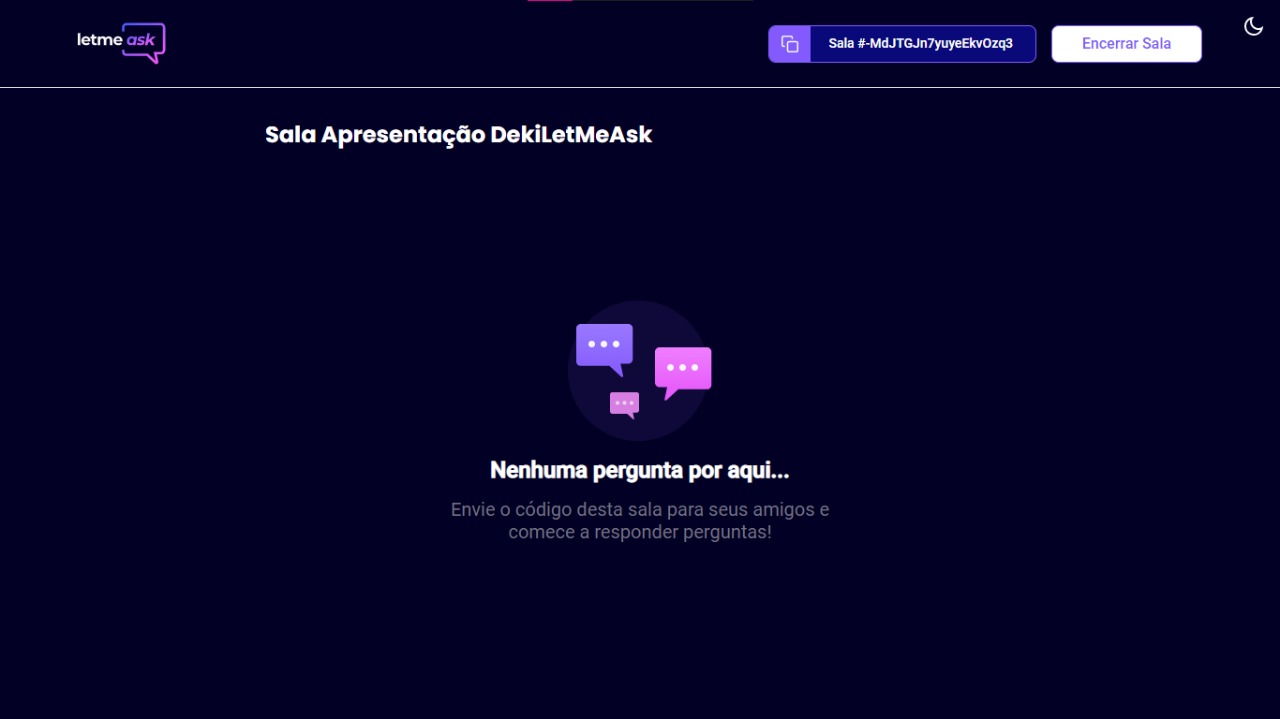 letme ask
Sala #-MdJTGJn7yuyeEkvOzq3
Encerrar Sala
Sala Apresentação DekiLetMeAsk
Nenhuma pergunta por aqui...
Envie o código desta sala para seus amigos e
comece a responder perguntas!